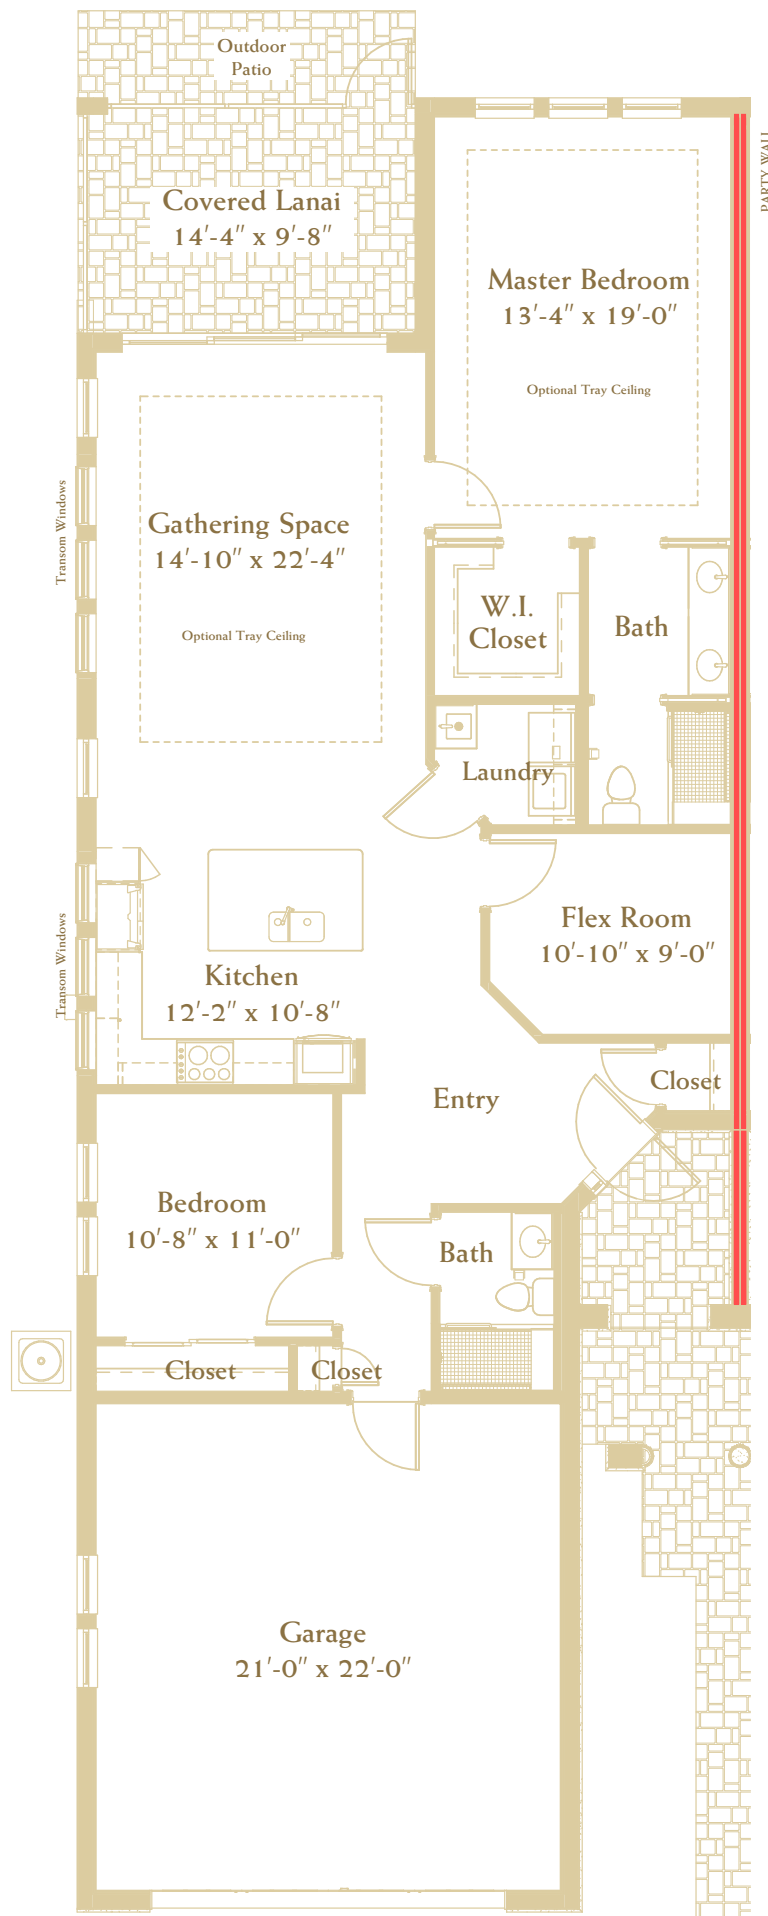 Outdoor
Patio
PARTY WALL
Covered Lanai
14'-4" x 9'-8"
Master Bedroom
13'-4" x 19'-0"
Optional Tray Ceiling
Transom Windows
Gathering Space
14'-10" x 22'-4"
Optional Tray Ceiling
W.I.
Closet
Bath
Laundry
Flex Room
10'-10" x 9'-0"
Transom Windows
Kitchen
12'-2" x 10'-8"
Closet
Entry
Bedroom
10'-8" x 11'-0"
Bath
Closet
Closet
Garage
21'-0" x 22'-0"